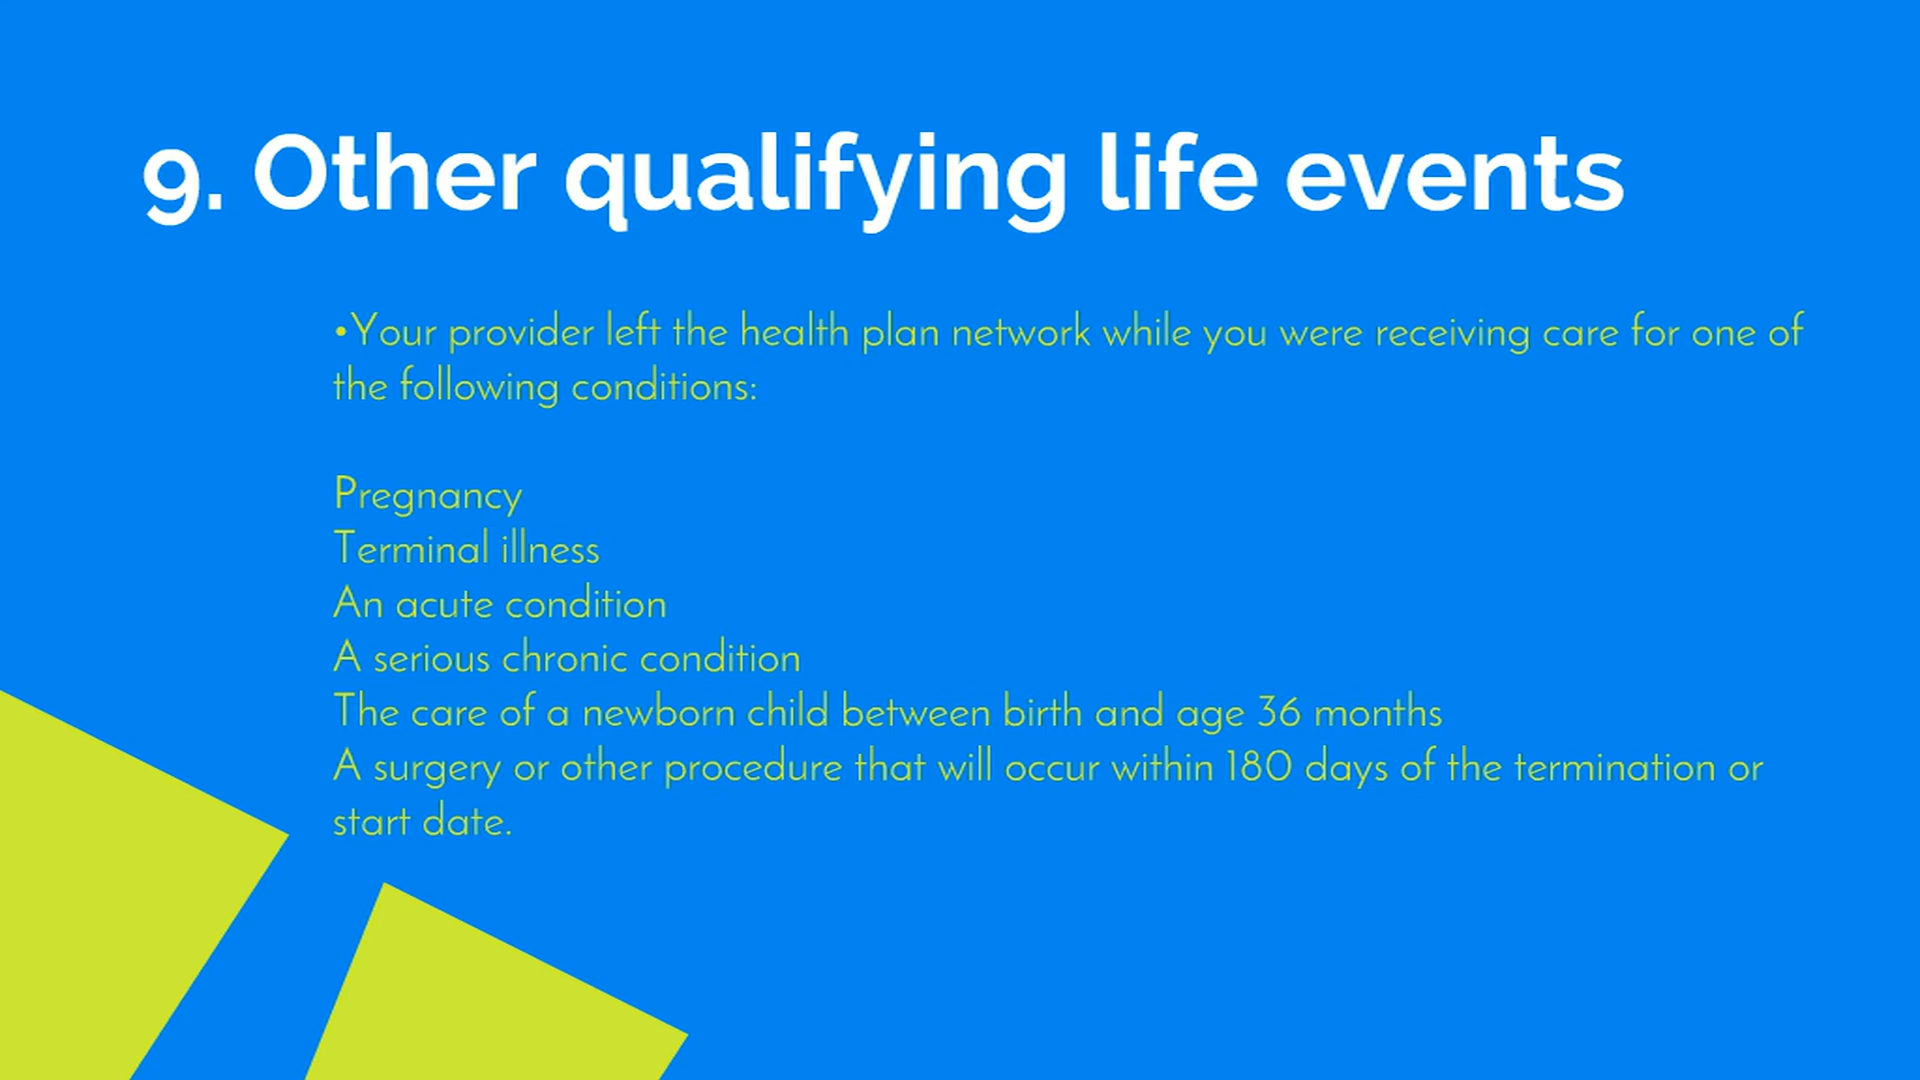 9. Other qualifying life events
•Your provider left the health plan network while you were receiving care for one of
the following conditions:
Pregnancy
Terminal illness
An acute condition
A serious chronic condition
The care of a newborn child between birth and age 36 months
A surgery or other procedure that will occur within 180 days of the termination or
start date.